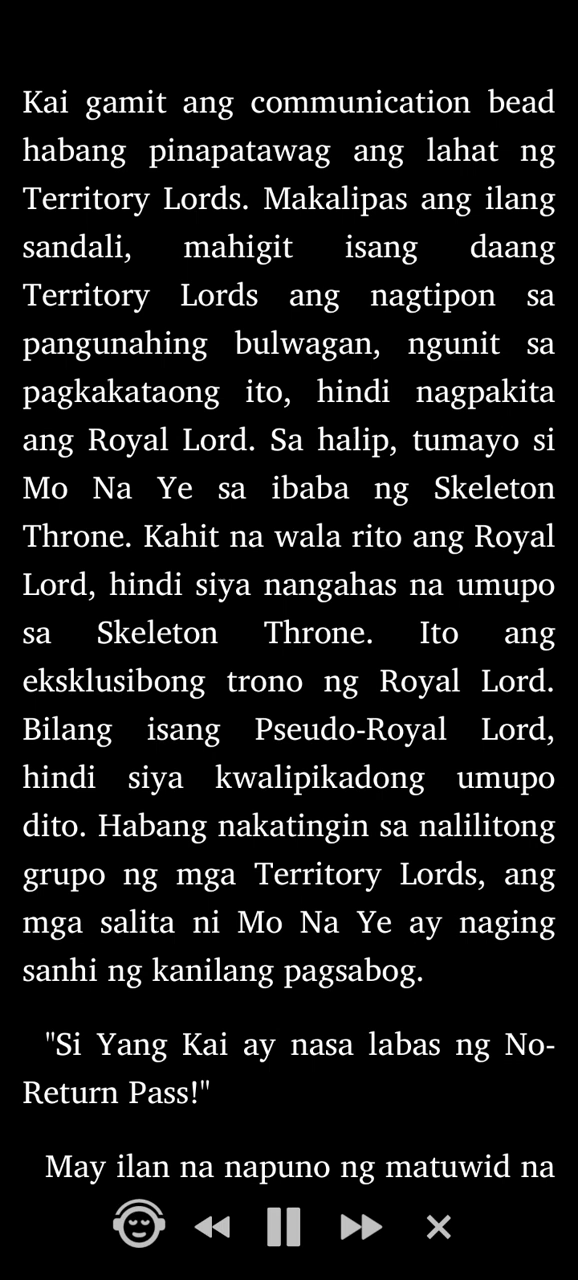 Kai gamit ang communication bead
habang pinapatawag ang lahat ng
Territory Lords. Makalipas ang ilang
sandali, mahigit isang daang
Territory Lords ang nagtipon sa
pangunahing bulwagan, ngunit sa
pagkakataong ito, hindi nagpakita
ang Royal Lord. Sa halip, tumayo si
Mo Na Ye sa ibaba ng Skeleton
Throne. Kahit na wala rito ang Royal
Lord, hindi siya nangahas na umupo
sa Skeleton Throne. Ito ang
eksklusibong trono ng Royal Lord.
Bilang isang Pseudo-Royal Lord,
hindi siya kwalipikadong umupo
dito. Habang nakatingin sa nalilitong
grupo ng mga Territory Lords, ang
mga salita ni Mo Na Ye ay naging
sanhi ng kanilang pagsabog.
"Si Yang Kai ay nasa labas ng No-
Return Pass!"
May ilan na napuno ng matuwid na